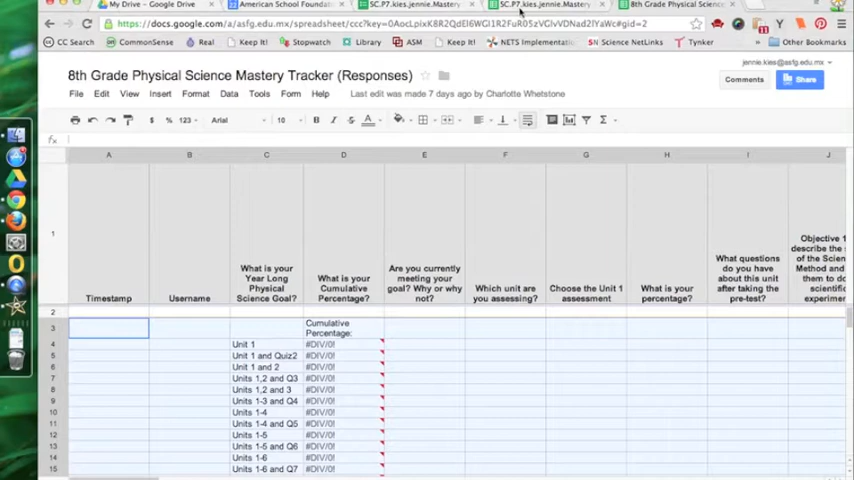 My Drive – Google Drive
American School Foundat
SC.P7.kies.jennie.Mastery
SC.P7.kies.jennie.Mastery
8th Grade Physical Science
https://docs.google.com/a/asfg.edu.mx/spreadsheet/
CC Search
CommonSense
Real
Keep It!
Stopwatch
Library
ASM
Keep It!
NETS Implementation
SN Science NetLinks
Tynker
Other Bookmarks
jennie.kies@asfg.edu.mx
8th Grade Physical Science Mastery Tracker (Responses)
Comments
Share
File Edit View Insert Format Data Tools Form Help Last edit was made 7 days ago by Charlotte Whetstone
$ % 123 Arial 10 B I S A Σ
fx
A B C D E F G H I J
1
Timestamp
Username
What is your
Year Long
Physical
Science Goal?
What is your
Cumulative
Percentage?
Are you currently
meeting your
goal? Why or why
not?
Which unit are
you assessing?
Choose the Unit 1
assessment
What is your
percentage?
What questions
do you have
about this unit
after taking the
pre-test?
Objective 1
describe the
of the Scien
Method and
them to do
scientific
experime
2
3 Cumulative
Percentage:
4 Unit 1 #DIV/0!
5 Unit 1 and Quiz2 #DIV/0!
6 Unit 1 and 2 #DIV/0!
7 Units 1,2 and Q3 #DIV/0!
8 Units 1,2 and 3 #DIV/0!
9 Units 1-3 and Q4 #DIV/0!
10 Units 1-4 #DIV/0!
11 Units 1-4 and Q5 #DIV/0!
12 Units 1-5 #DIV/0!
13 Units 1-5 and Q6 #DIV/0!
14 Units 1-6 #DIV/0!
15 Units 1-6 and Q7 #DIV/0!